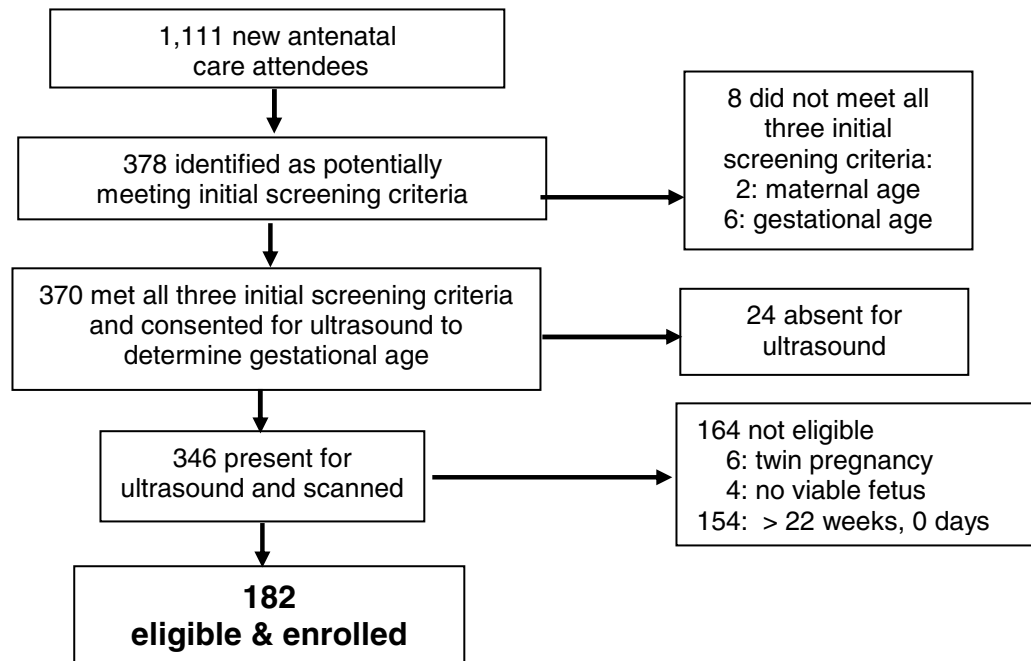 1,111 new antenatal
care attendees
378 identified as potentially
meeting initial screening criteria
8 did not meet all
three initial
screening criteria:
2: maternal age
6: gestational age
370 met all three initial screening criteria
and consented for ultrasound to
determine gestational age
24 absent for
ultrasound
346 present for
ultrasound and scanned
164 not eligible
6: twin pregnancy
4: no viable fetus
154: > 22 weeks, 0 days
182
eligible & enrolled